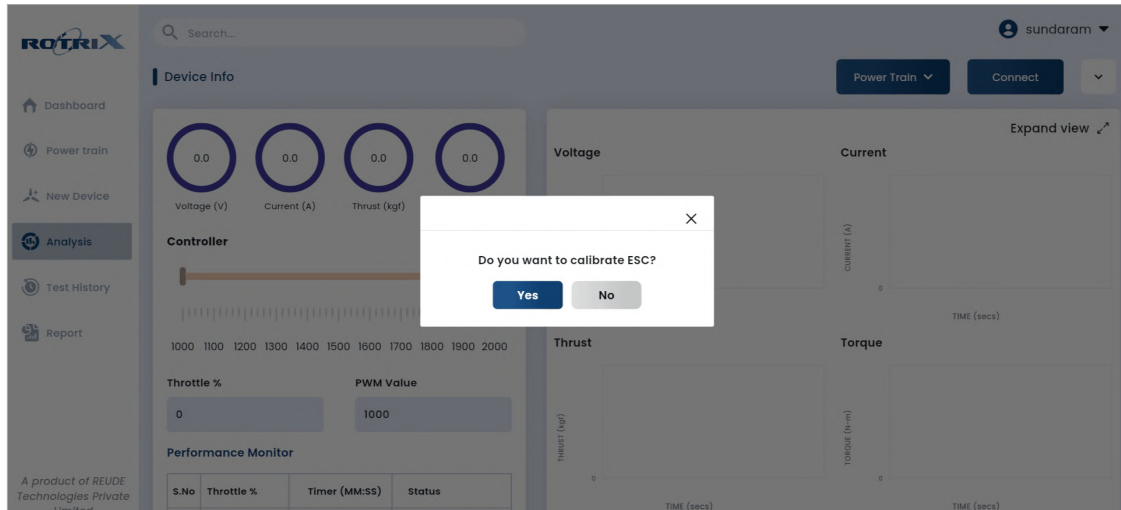 ROTRIX
Search...
sundaram
Device Info
Power Train
Connect
Dashboard
Power train
New Device
Analysis
Test History
Report
A product of REUDE
Technologies Private
Limited
0.0
0.0
0.0
0.0
Voltage (V)
Current (A)
Thrust (kgf)
Controller
1000 1100 1200 1300 1400 1500 1600 1700 1800 1900 2000
Throttle %
PWM Value
0
1000
Performance Monitor
S.No Throttle % Timer (MM:SS) Status
Do you want to calibrate ESC?
Yes
No
Expand view
Voltage
Current
CURRENT (A)
0
TIME (secs)
Thrust
Torque
THRUST (kgf)
0
TIME (secs)
TORQUE (N-m)
0
TIME (secs)